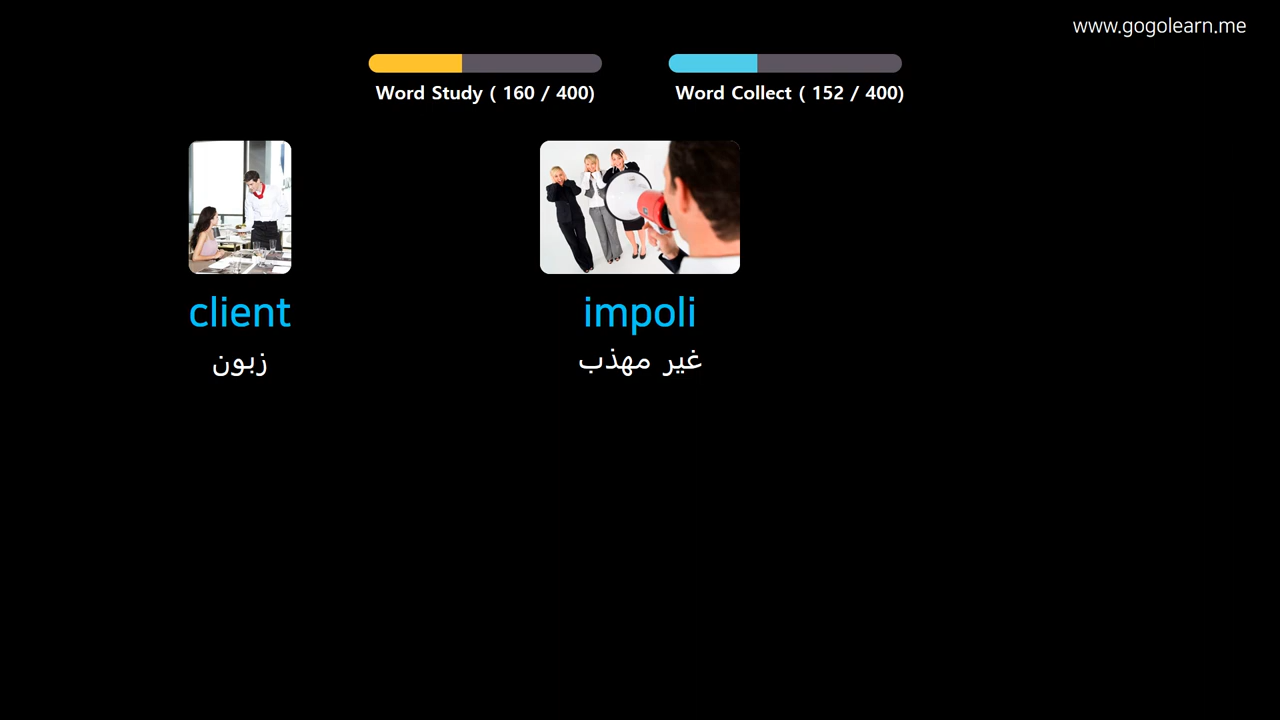 www.gogolearn.me
Word Study ( 160 / 400)
Word Collect ( 152 / 400)
client
زبون
impoli
غير مهذب